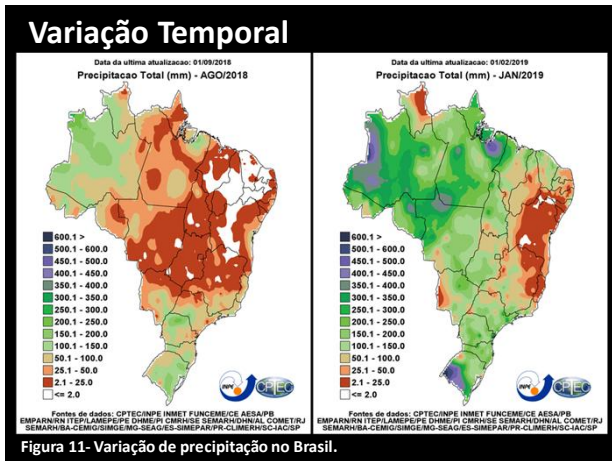 Variação Temporal
Data da ultima atualizacao: 01/09/2018
Precipitacao Total (mm) - AGO/2018
600.1 >
500.1 - 600.0
450.1 - 500.0
400.1 - 450.0
350.1 - 400.0
300.1 - 350.0
250.1 - 300.0
200.1 - 250.0
150.1 - 200.0
100.1 - 150.0
50.1 - 100.0
25.1 - 50.0
2.1 - 25.0
<= 2.0
INPE
CPTEC
Fontes de dados: CPTEC/INPE INMET FUNCEME/CE AESA/PB
EMPARN/RN ITEP/LAMEPE/PE DHME/PI CMRH/SE SEMARH/DHN/AL COMET/RJ
SEMARH/BA-CEMIG/SIMGE/MG-SEAG/ES-SIMEPAR/PR-CLIMERH/SC-IAC/SP
Data da ultima atualizacao: 01/02/2019
Precipitacao Total (mm) - JAN/2019
600.1 >
500.1 - 600.0
450.1 - 500.0
400.1 - 450.0
350.1 - 400.0
300.1 - 350.0
250.1 - 300.0
200.1 - 250.0
150.1 - 200.0
100.1 - 150.0
50.1 - 100.0
25.1 - 50.0
2.1 - 25.0
<= 2.0
INPE
CPTEC
Fontes de dados: CPTEC/INPE INMET FUNCEME/CE AESA/PB
EMPARN/RN ITEP/LAMEPE/PE DHME/PI CMRH/SE SEMARH/DHN/AL COMET/RJ
SEMARH/BA-CEMIG/SIMGE/MG-SEAG/ES-SIMEPAR/PR-CLIMERH/SC-IAC/SP
Figura 11- Variação de precipitação no Brasil.